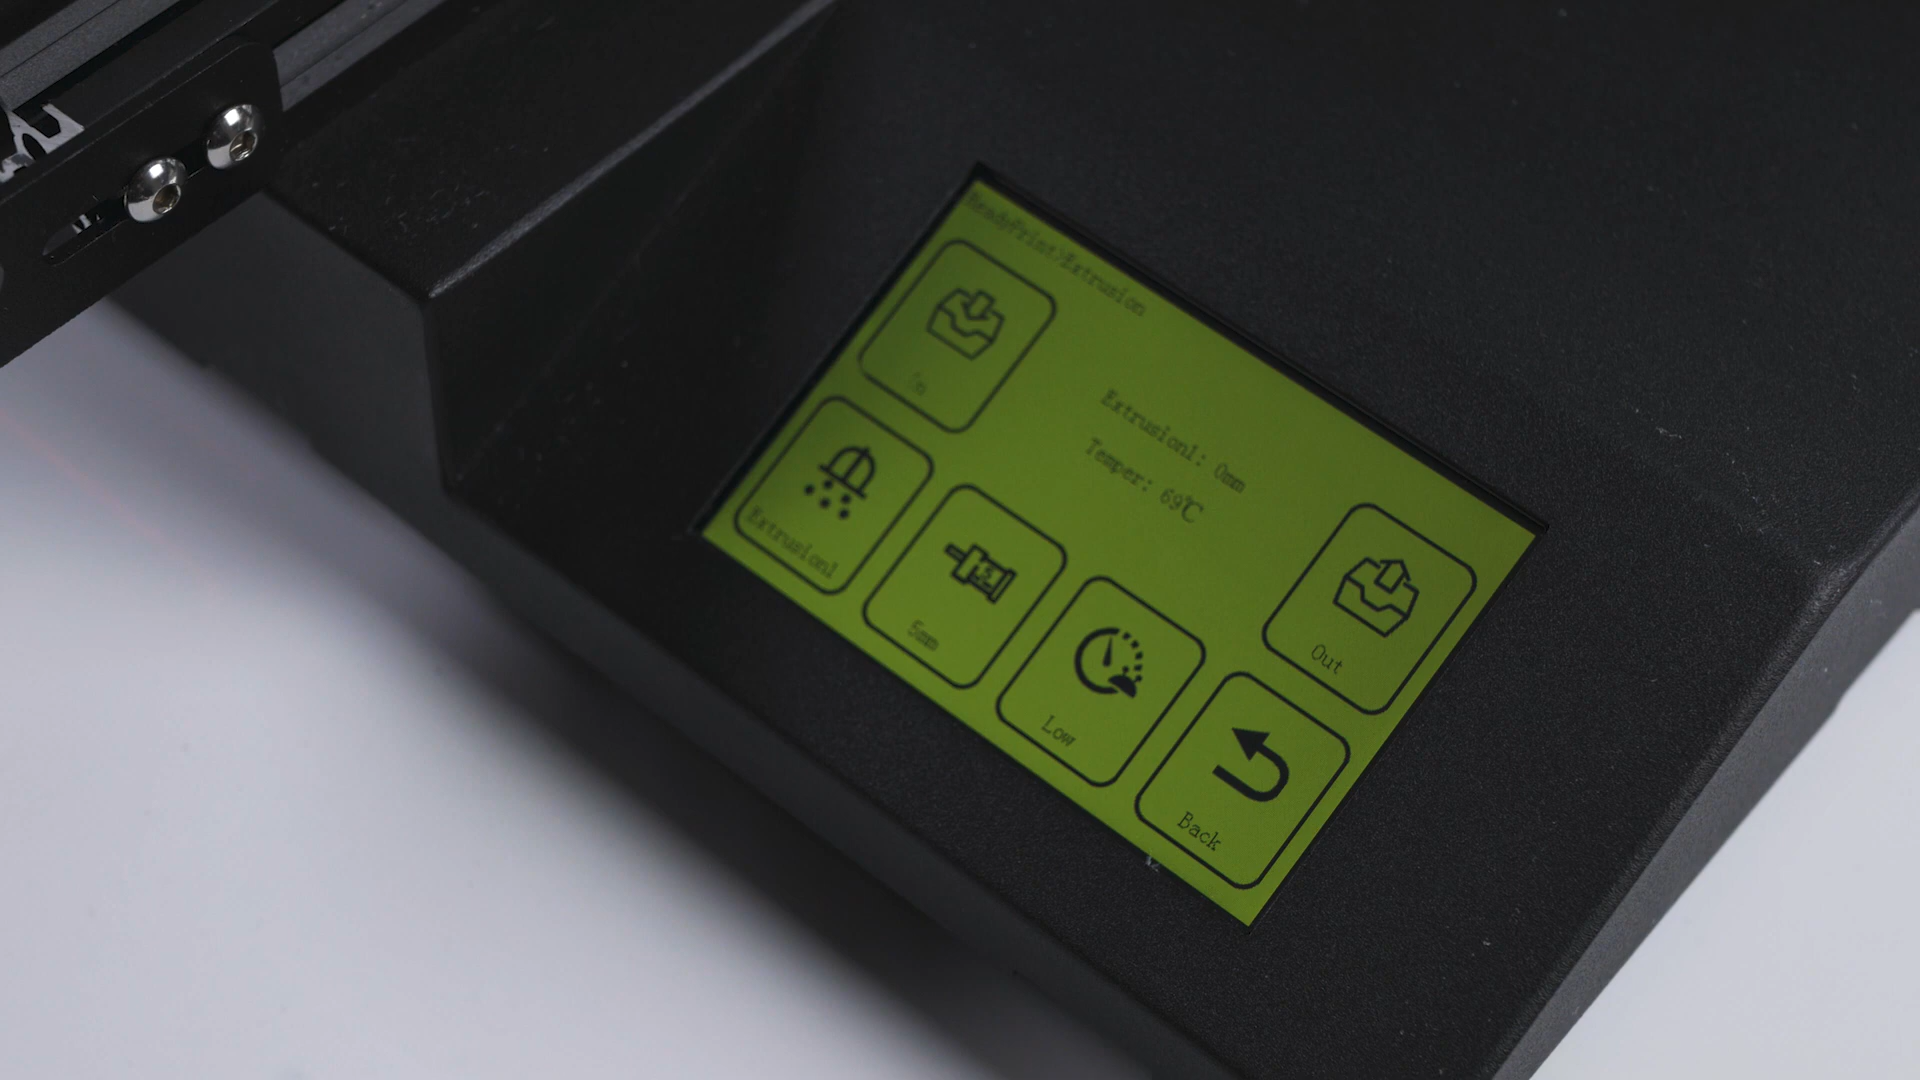 ReadyPrint>Extrusion
In
Extrusion1: 0mm
Temper: 69℃
Out
Extrusion1
5mm
Low
Back